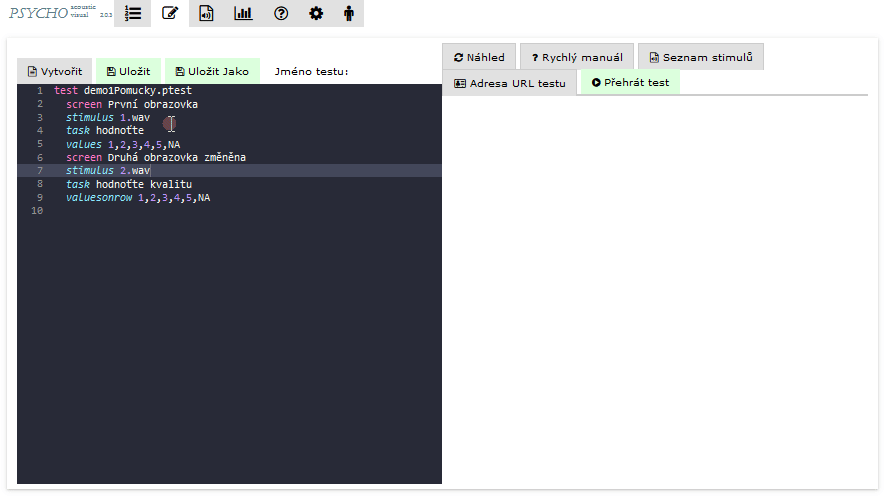 PSYCHO acoustic visual 2.0.3
Vytvořit Uložit Uložit Jako Jméno testu:
Náhled ? Rychlý manuál Seznam stimulů
Adresa URL testu Přehrát test
1 test demo1Pomucky.ptest
2 screen První obrazovka
3 stimulus 1.wav
4 task hodnoťte
5 values 1,2,3,4,5,NA
6 screen Druhá obrazovka změněna
7 stimulus 2.wav
8 task hodnoťte kvalitu
9 valuesonrow 1,2,3,4,5,NA
10